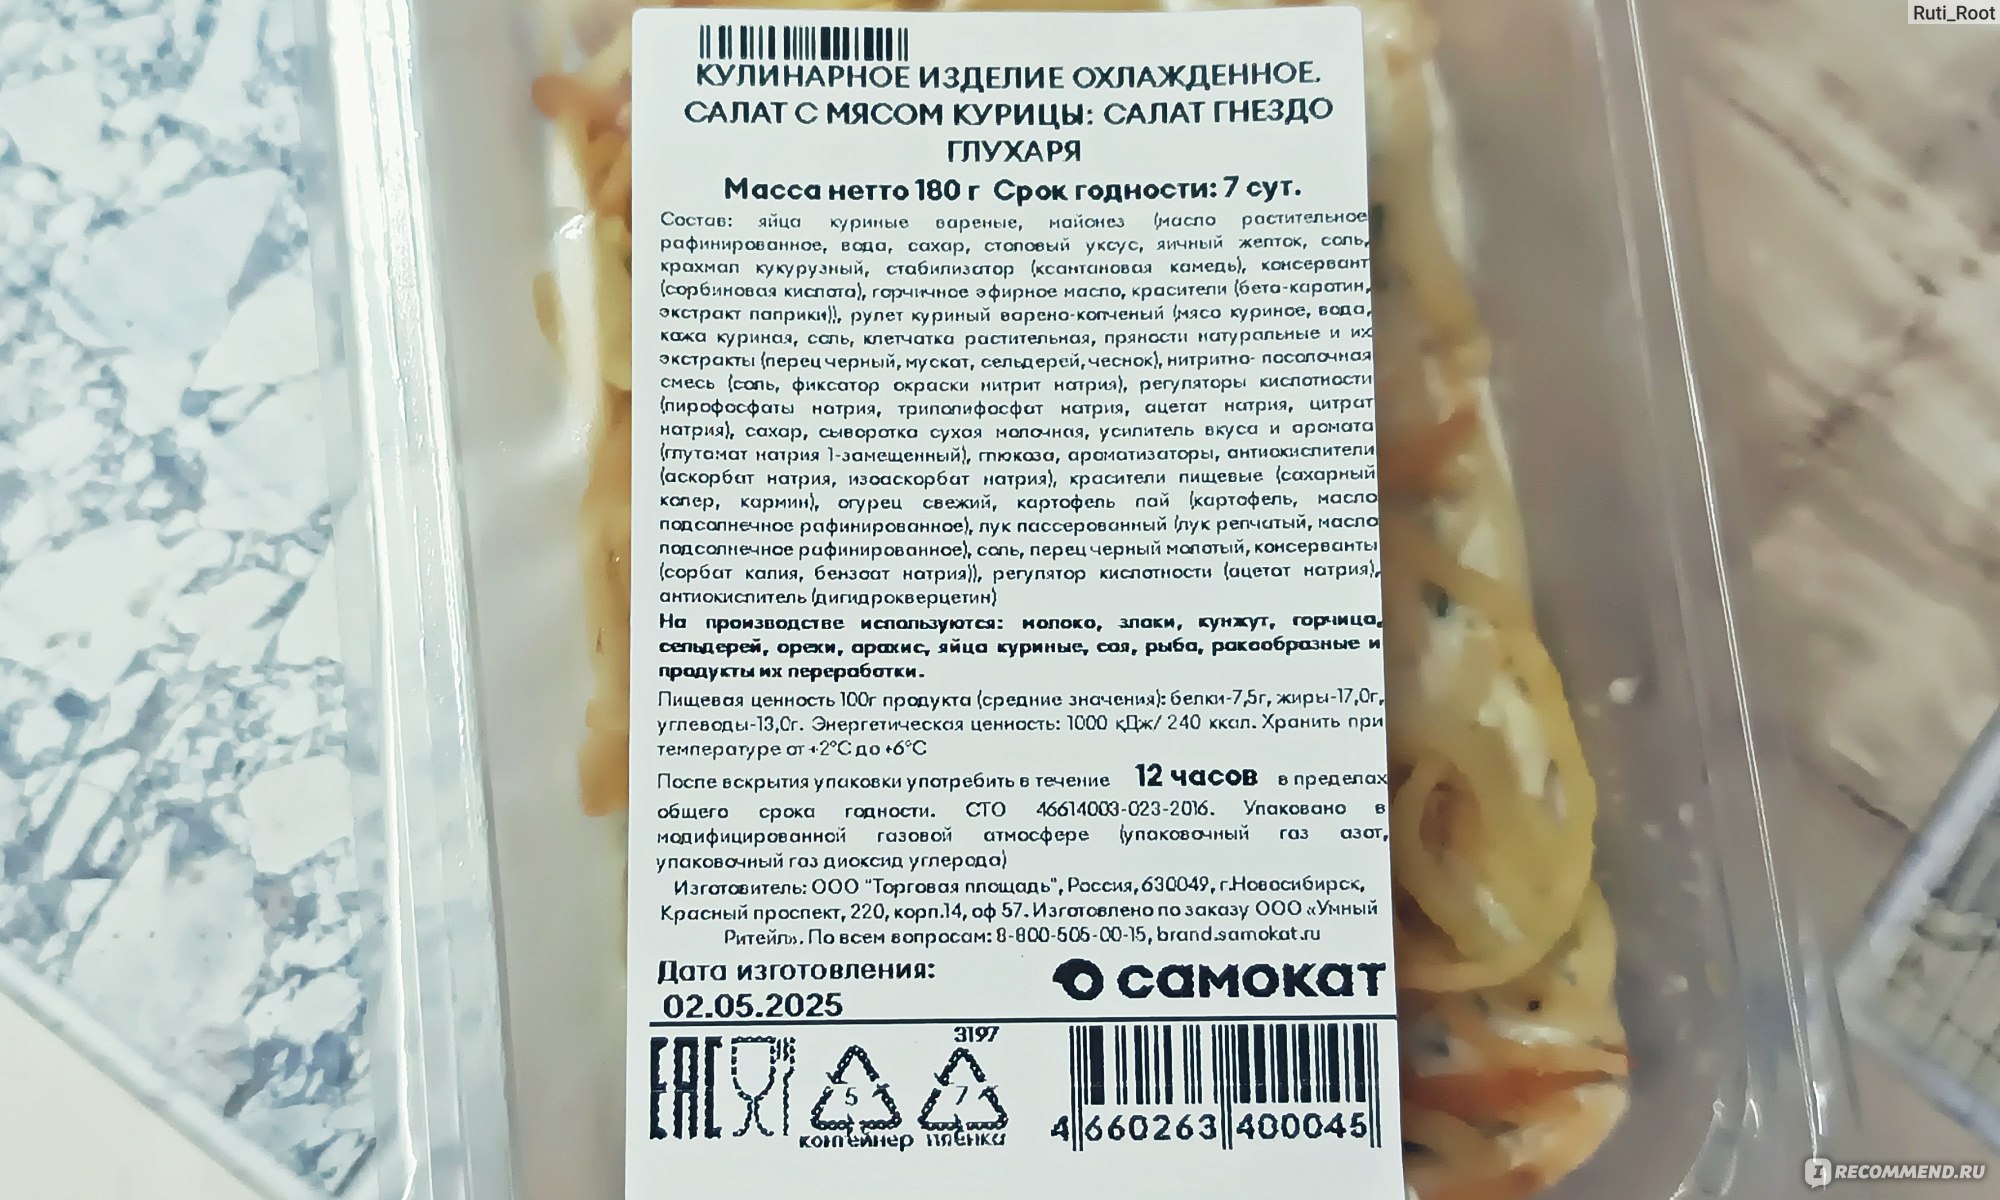 Ruti_Root
КУЛИНАРНОЕ ИЗДЕЛИЕ ОХЛАЖДЕННОЕ.
САЛАТ С МЯСОМ КУРИЦЫ: САЛАТ ГНЕЗДО
ГЛУХАРЯ
Масса нетто 180 г Срок годности: 7 сут.
Состав: яйца куриные вареные, майонез (масло растительное
рафинированное, вода, сахар, столовый уксус, яичный желток, соль,
крахмал кукурузный, стабилизатор (ксантановая камедь), консервант
(сорбиновая кислота), горчичное эфирное масло, красители (бета-каротин,
экстракт паприки)), рулет куриный варено-копченый (мясо куриное, вода,
кожа куриная, соль, клетчатка растительная, пряности натуральные и их
экстракты (перец черный, мускат, сельдерей, чеснок), нитритно- посолочная
смесь (соль, фиксатор окраски нитрит натрия), регуляторы кислотности
(пирофосфаты натрия, триполифосфат натрия, ацетат натрия, цитрат
натрия), сахар, сыворотка сухая молочная, усилитель вкуса и аромата
(глутамат натрия 1-замещенный), глюкоза, ароматизаторы, антиокислители
(аскорбат натрия, изоаскорбат натрия), красители пищевые (сахарный
колер, кармин), огурец свежий, картофель пай (картофель, масло
подсолнечное рафинированное), лук пассерованный (лук репчатый, масло
подсолнечное рафинированное), соль, перец черный молотый, консерванты
(сорбат калия, бензоат натрия)), регулятор кислотности (ацетат натрия),
антиокислитель (дигидрокверцетин)
На производстве используются: молоко, злаки, кунжут, горчица,
сельдерей, орехи, арахис, яйца куриные, соя, рыба, ракообразные и
продукты их переработки.
Пищевая ценность 100г продукта (средние значения): белки-7,5г, жиры-17,0г,
углеводы-13,0г. Энергетическая ценность: 1000 кДж/ 240 ккал. Хранить при
температуре от +2°С до +6°С
После вскрытия упаковки употребить в течение 12 часов в пределах
общего срока годности. СТО 46614003-023-2016. Упаковано в
модифицированной газовой атмосфере (упаковочный газ азот,
упаковочный газ диоксид углерода)
Изготовитель: ООО "Торговая площадь", Россия, 630049, г.Новосибирск,
Красный проспект, 220, корп.14, оф 57. Изготовлено по заказу ООО «Умный
Ритейл». По всем вопросам: 8-800-505-00-15, brand.samokat.ru
Дата изготовления:
02.05.2025
самокат
3197
ЕАС
5
7
контейнер плёнка
4 660263 400045
RECOMMEND.RU